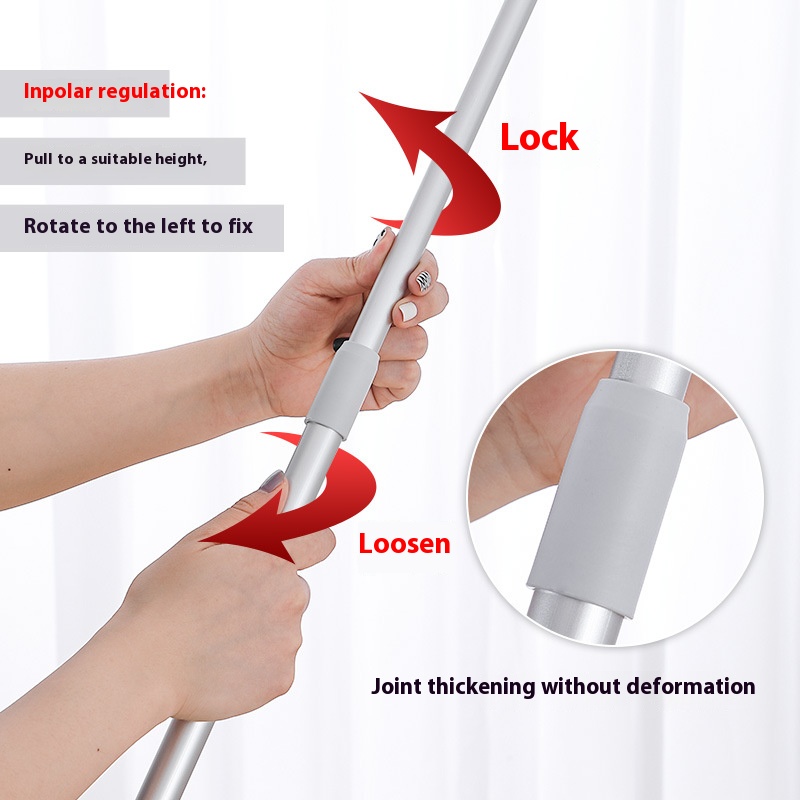 Inpolar regulation:
Pull to a suitable height,
Rotate to the left to fix
Lock
Loosen
Joint thickening without deformation